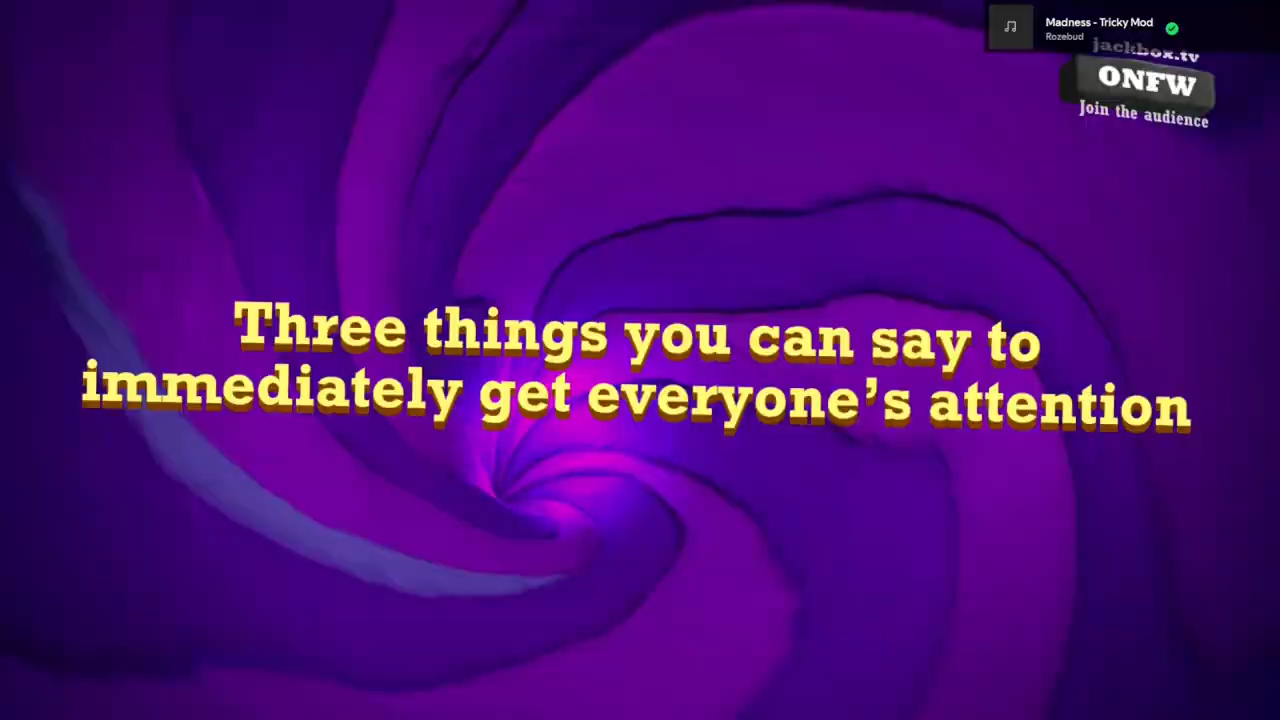 Madness - Tricky Mod
Rozebud
jackbox.tv
ONFW
Join the audience
Three things you can say to
immediately get everyone's attention